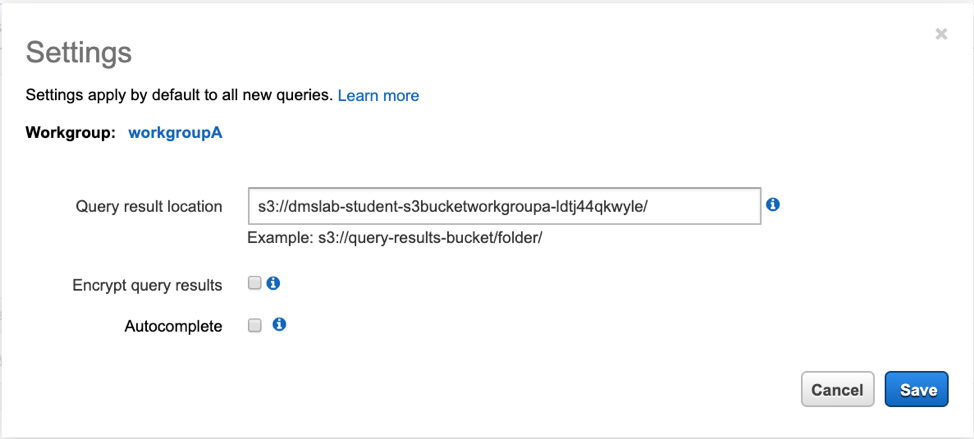 Settings
Settings apply by default to all new queries. Learn more
Workgroup: workgroupA
Query result location s3://dmslab-student-s3bucketworkgroupa-ldtj44qkwyle/
Example: s3://query-results-bucket/folder/
Encrypt query results
Autocomplete
Cancel Save